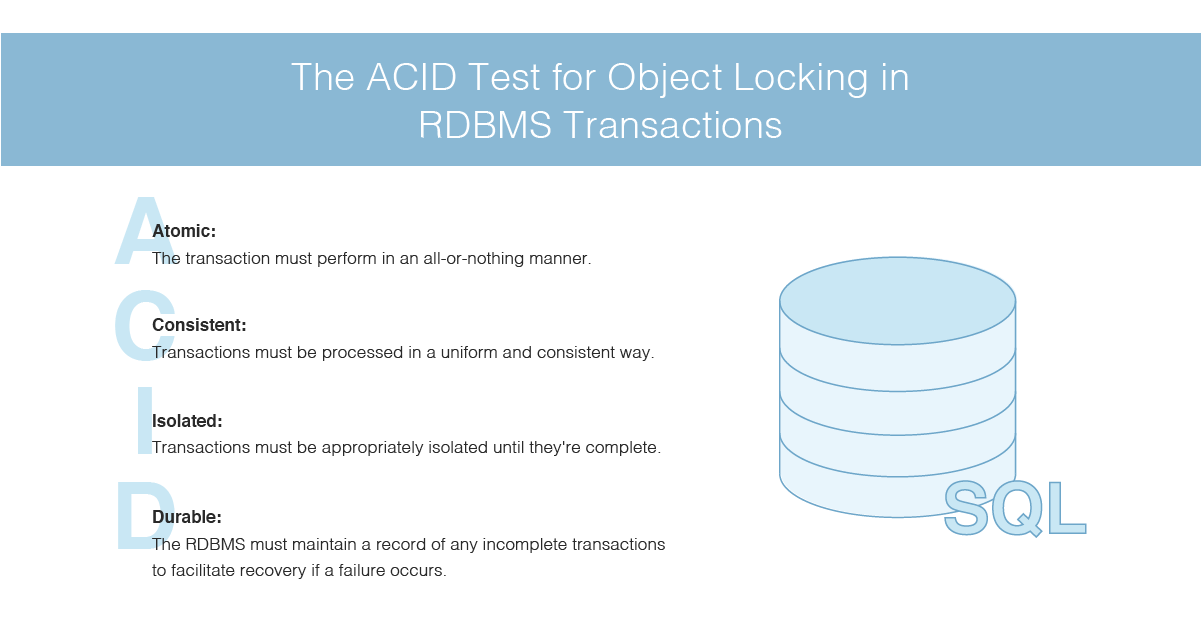 The ACID Test for Object Locking in
RDBMS Transactions
A
Atomic:
The transaction must perform in an all-or-nothing manner.
C
Consistent:
Transactions must be processed in a uniform and consistent way.
I
Isolated:
Transactions must be appropriately isolated until they're complete.
D
Durable:
The RDBMS must maintain a record of any incomplete transactions
to facilitate recovery if a failure occurs.
SQL